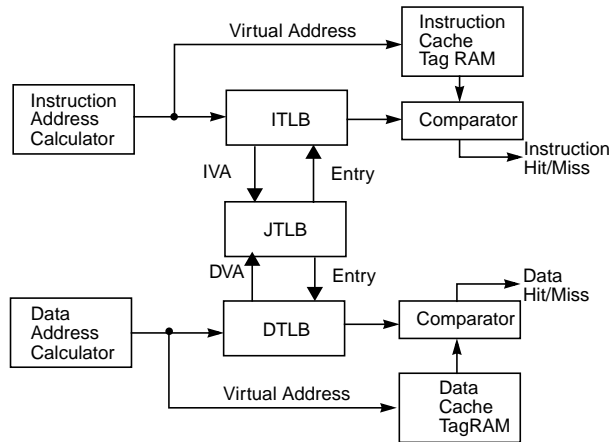 Virtual Address
Instruction
Cache
Tag RAM
Instruction
Address
Calculator
ITLB
Comparator
Instruction
Hit/Miss
IVA
Entry
JTLB
DVA
Entry
Data
Hit/Miss
Data
Address
Calculator
DTLB
Comparator
Virtual Address
Data
Cache
TagRAM